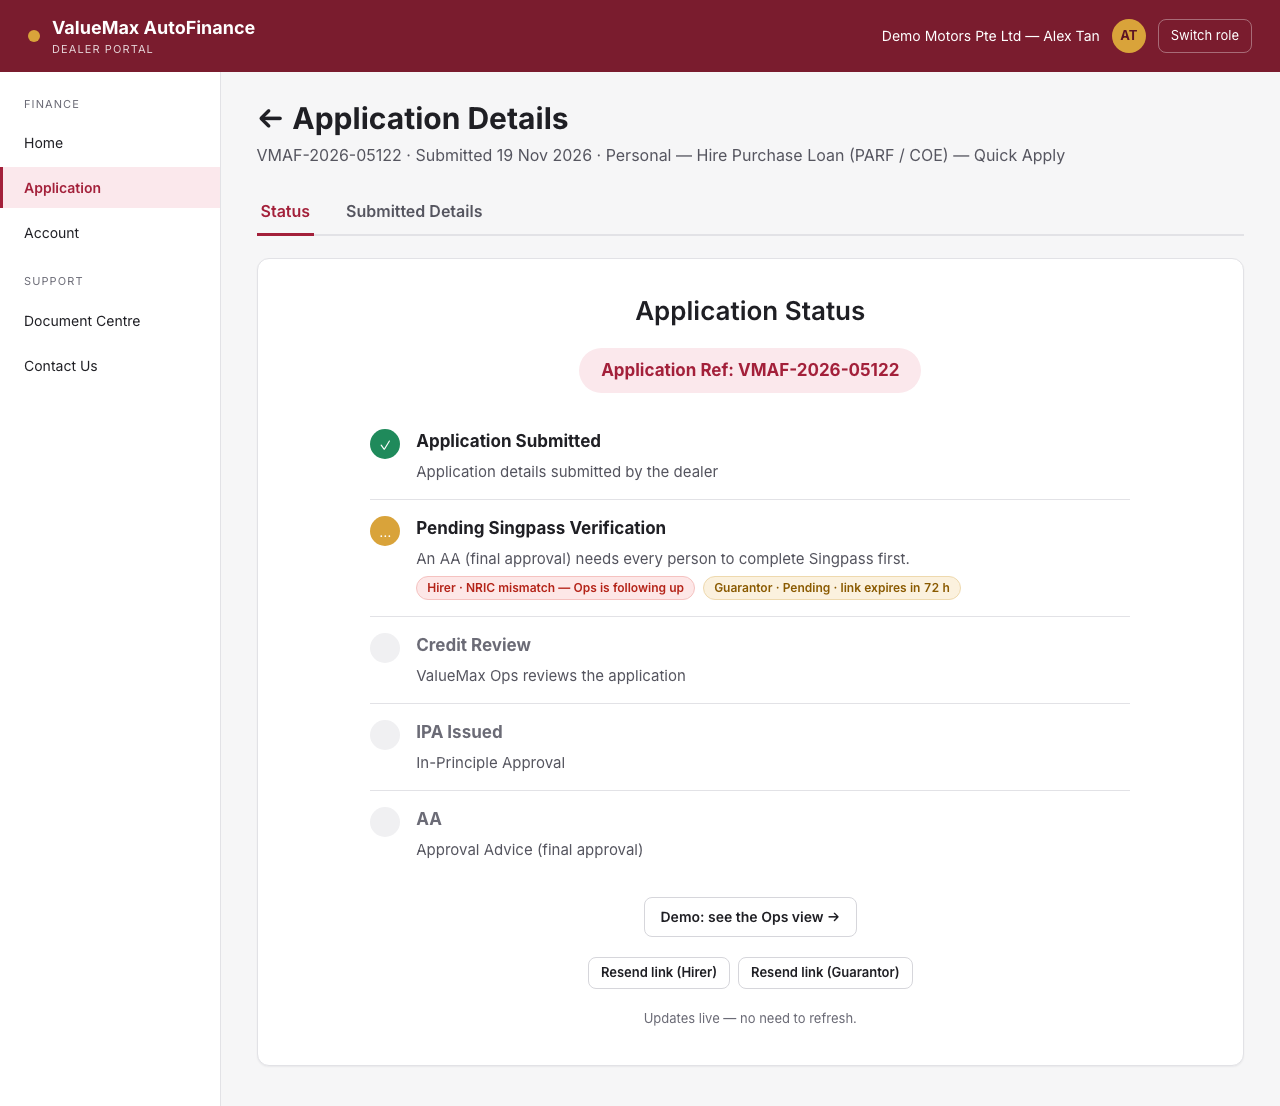 ValueMax AutoFinance
DEALER PORTAL
Demo Motors Pte Ltd — Alex Tan
AT
Switch role
FINANCE
Home
Application
Account
SUPPORT
Document Centre
Contact Us
← Application Details
VMAF-2026-05122 · Submitted 19 Nov 2026 · Personal — Hire Purchase Loan (PARF / COE) — Quick Apply
Status
Submitted Details
Application Status
Application Ref: VMAF-2026-05122
✓
Application Submitted
Application details submitted by the dealer
…
Pending Singpass Verification
An AA (final approval) needs every person to complete Singpass first.
Hirer · NRIC mismatch — Ops is following up
Guarantor · Pending · link expires in 72 h
Credit Review
ValueMax Ops reviews the application
IPA Issued
In-Principle Approval
AA
Approval Advice (final approval)
Demo: see the Ops view →
Resend link (Hirer)
Resend link (Guarantor)
Updates live — no need to refresh.